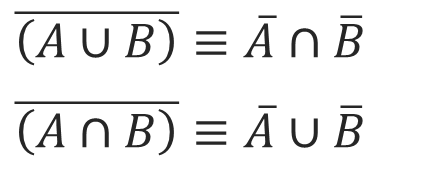 $\overline{(A \cup B)} \equiv \bar{A} \cap \bar{B}$
$\overline{(A \cap B)} \equiv \bar{A} \cup \bar{B}$